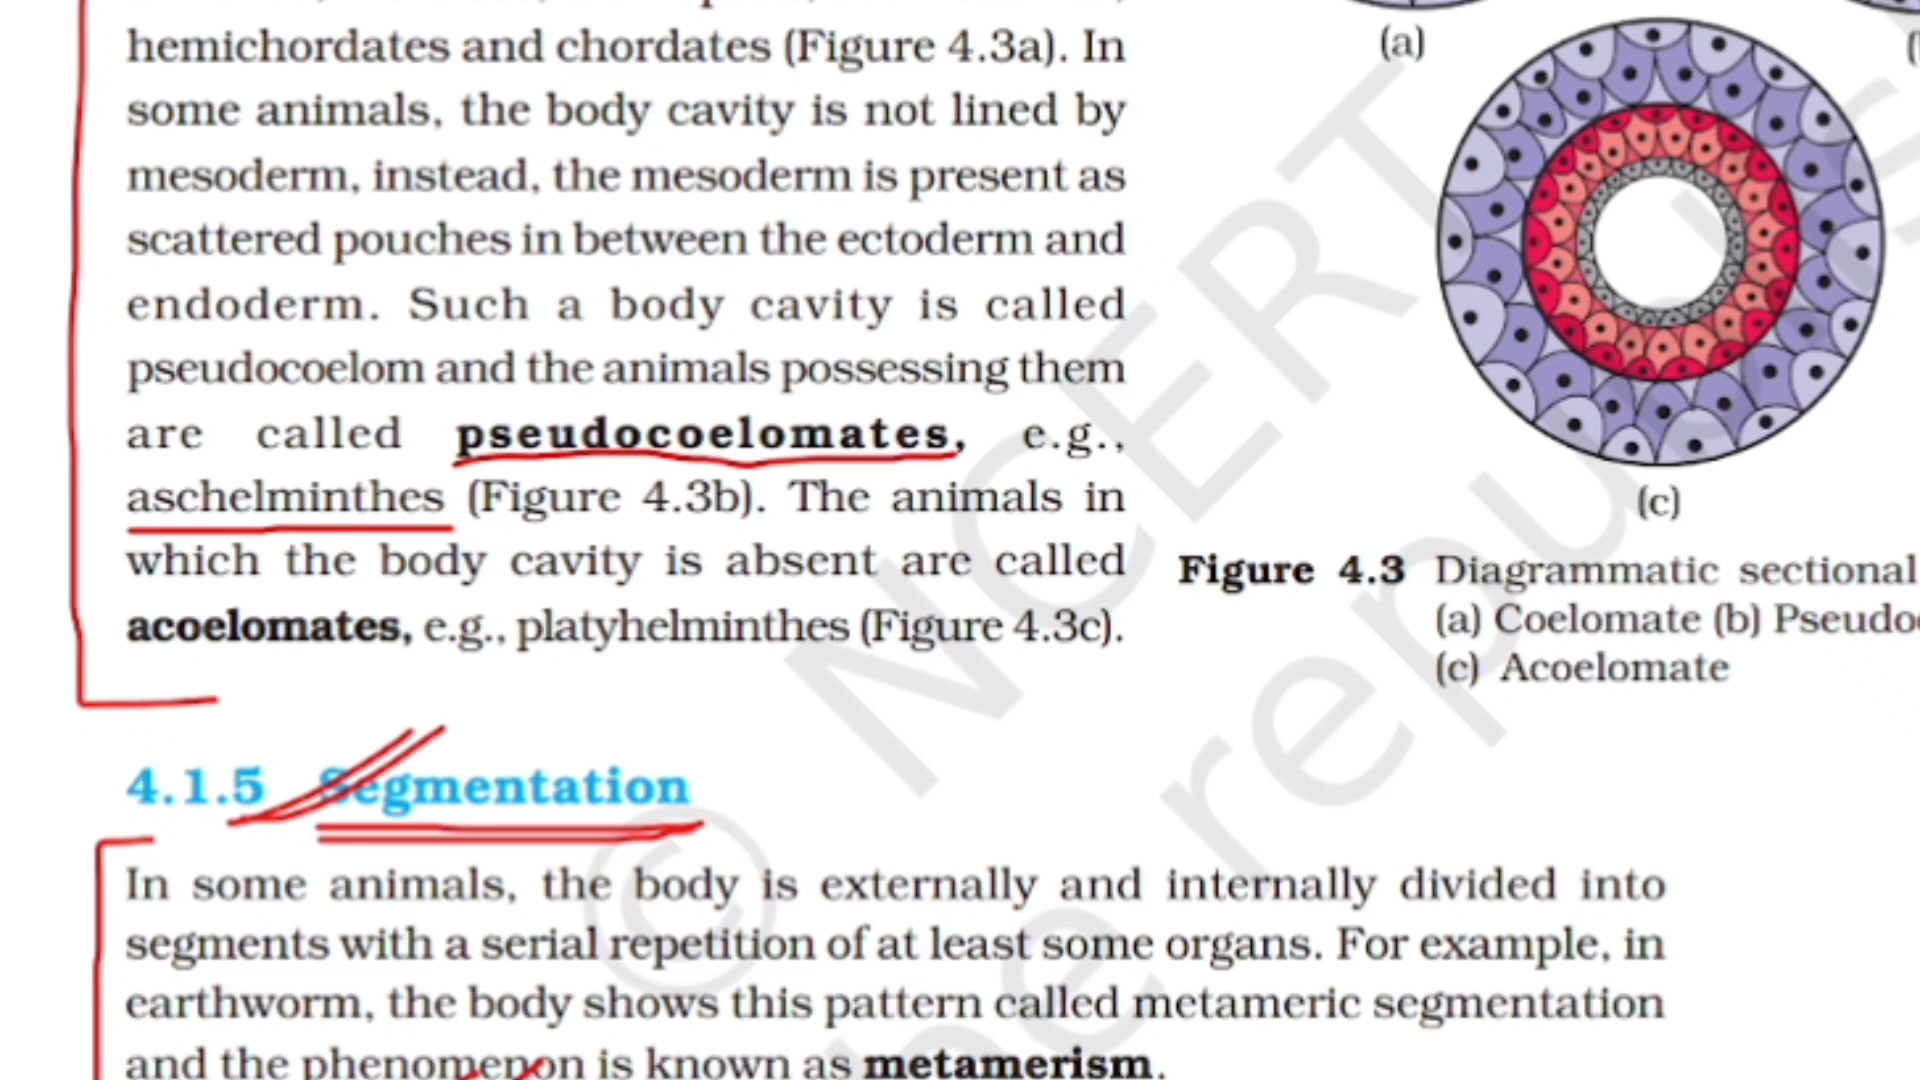 hemichordates and chordates (Figure 4.3a). In
some animals, the body cavity is not lined by
mesoderm, instead, the mesoderm is present as
scattered pouches in between the ectoderm and
endoderm. Such a body cavity is called
pseudocoelom and the animals possessing them
are called pseudocoelomates, e.g.,
aschelminthes (Figure 4.3b). The animals in
which the body cavity is absent are called
acoelomates, e.g., platyhelminthes (Figure 4.3c).
(a)
(c)
Figure 4.3 Diagrammatic sectional
(a) Coelomate (b)
(c) Acoelomate
4.1.5 Segmentation
In some animals, the body is externally and internally divided into
segments with a serial repetition of at least some organs. For example, in
earthworm, the body shows this pattern called metameric segmentation
and the phenomenon is known as metamerism.
© NCERT